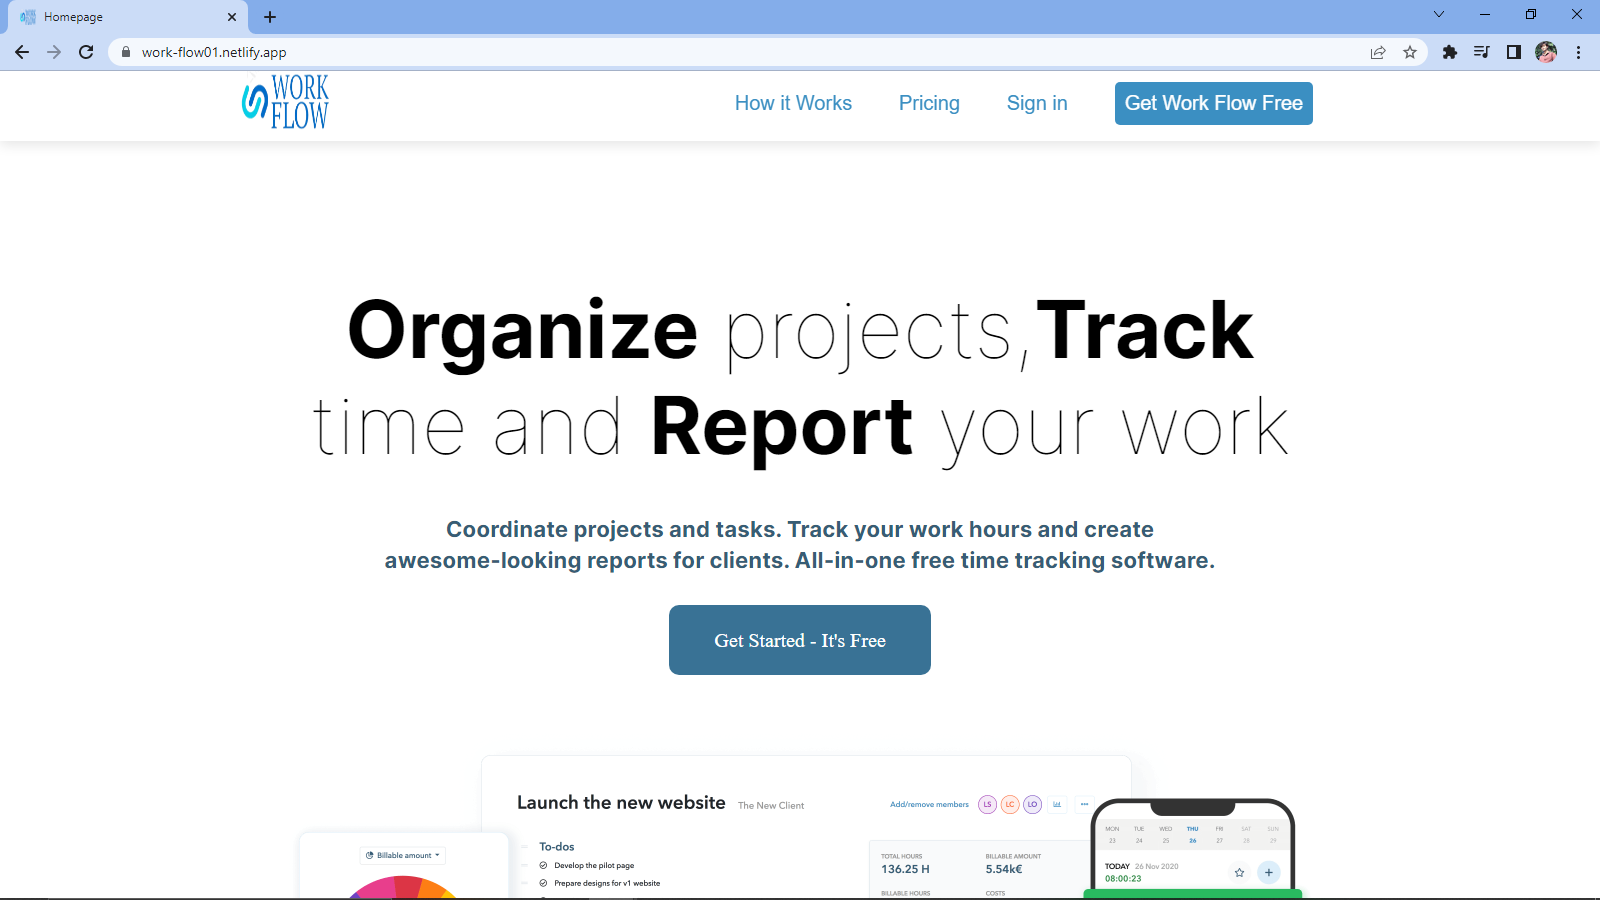 Homepage
work-flow01.netlify.app
WORK
FLOW
How it Works
Pricing
Sign in
Get Work Flow Free
Organize projects,Track
time and Report your work
Coordinate projects and tasks. Track your work hours and create
awesome-looking reports for clients. All-in-one free time tracking software.
Get Started - It's Free
Launch the new website The New Client
Add/remove members LS LC LO
To-dos
Develop the pilot page
Prepare designs for v1 website
TOTAL HOURS BILLABLE AMOUNT
136.25 H 5.54k€
BILLABLE HOURS COSTS
Billable amount
MON TUE WED THU FRI SAT SUN
23 24 25 26 27 28 29
TODAY 26 Nov 2020
08:00:23